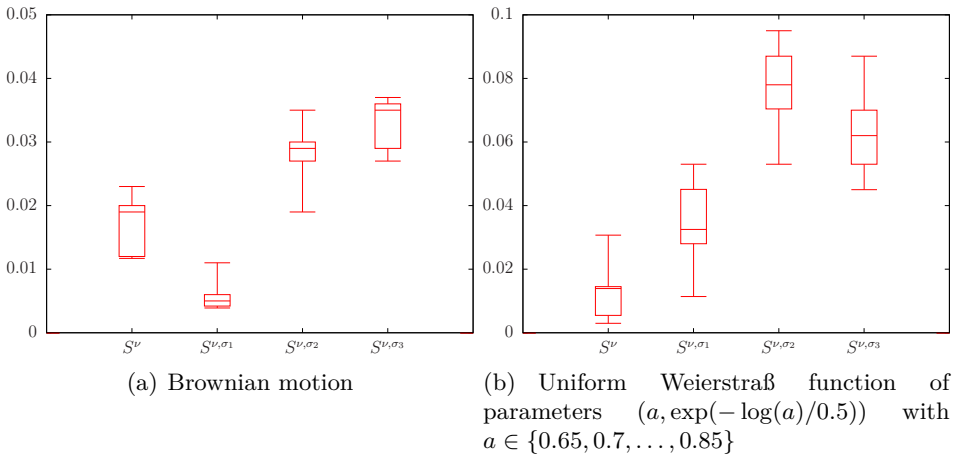 0.05
0.04
0.03
0.02
0.01
0
S^ν S^{ν,σ1} S^{ν,σ2} S^{ν,σ3}
(a) Brownian motion
0.1
0.08
0.06
0.04
0.02
0
S^ν S^{ν,σ1} S^{ν,σ2} S^{ν,σ3}
(b) Uniform Weierstraß function of
parameters (a, exp(− log(a)/0.5)) with
a ∈ {0.65, 0.7, . . . , 0.85}